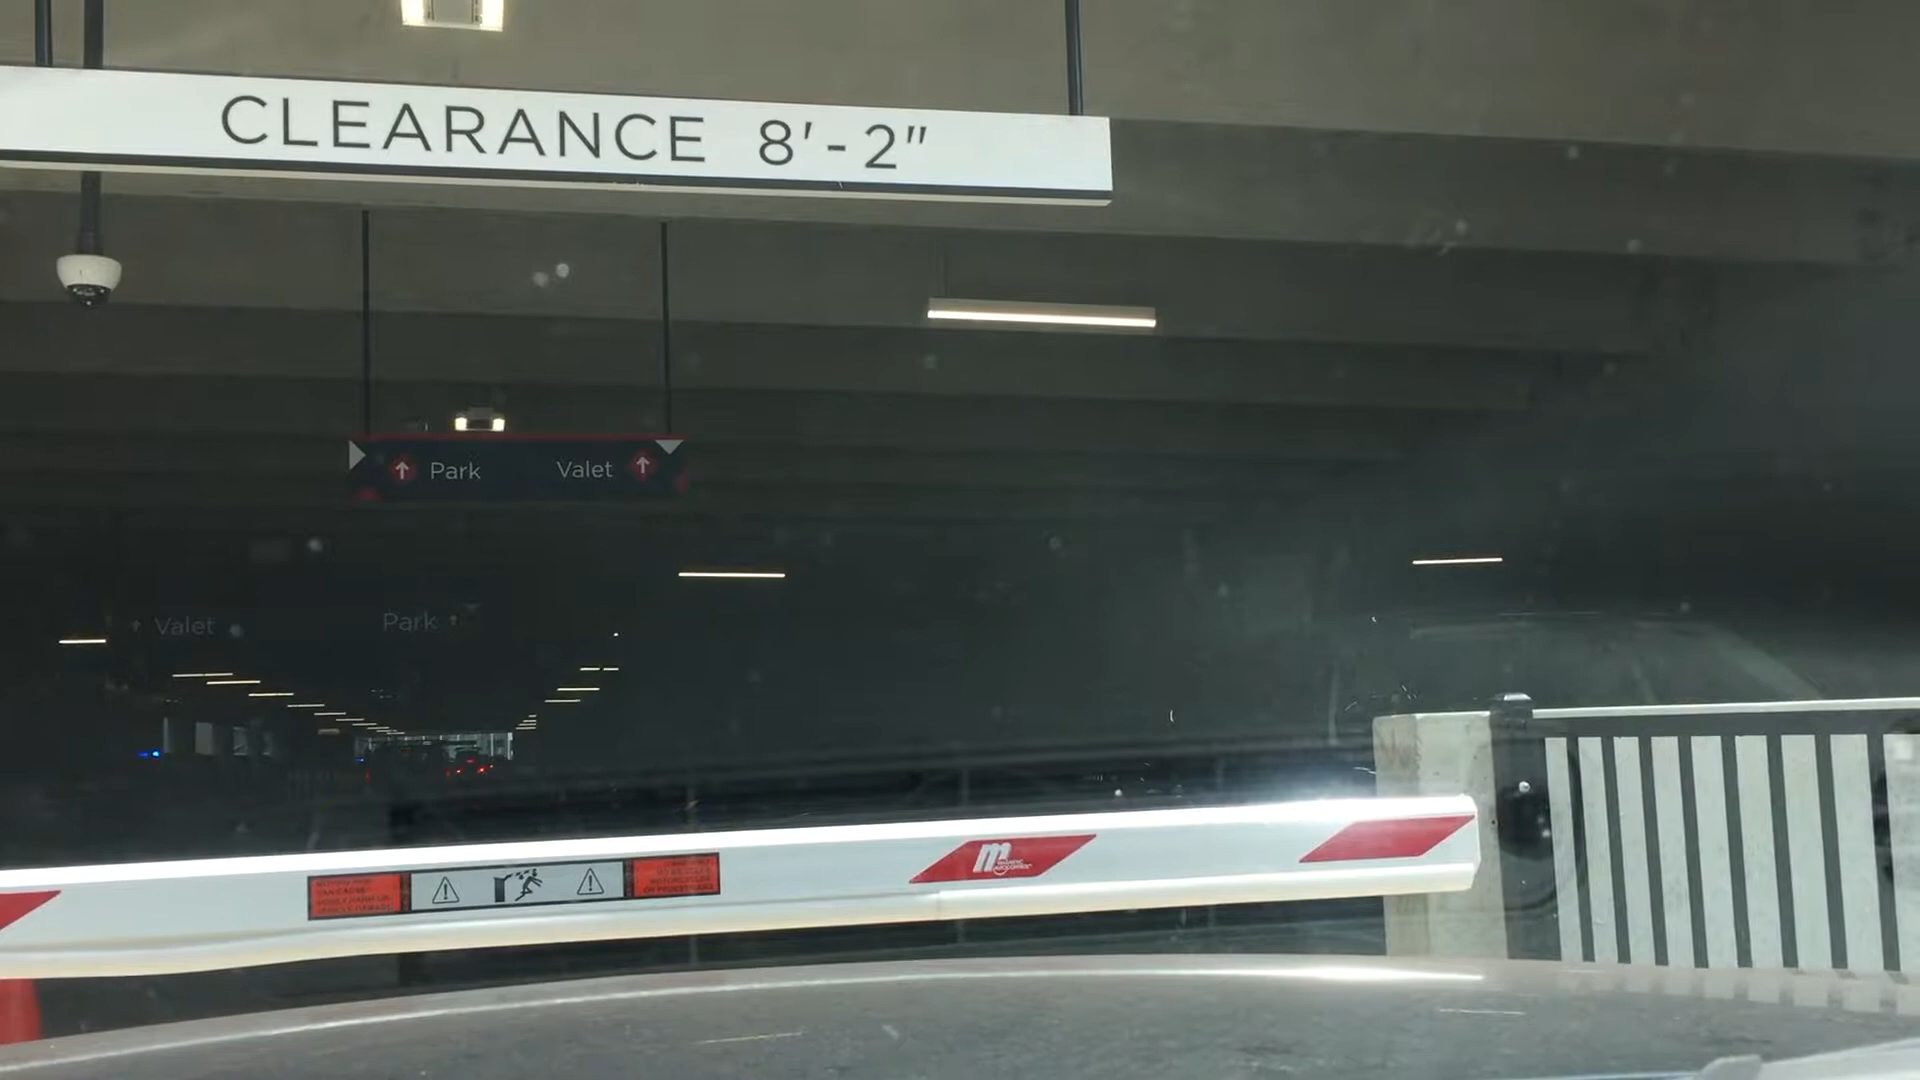 CLEARANCE 8'-2"
↑ Park Valet ↑
↑ Valet Park ↑